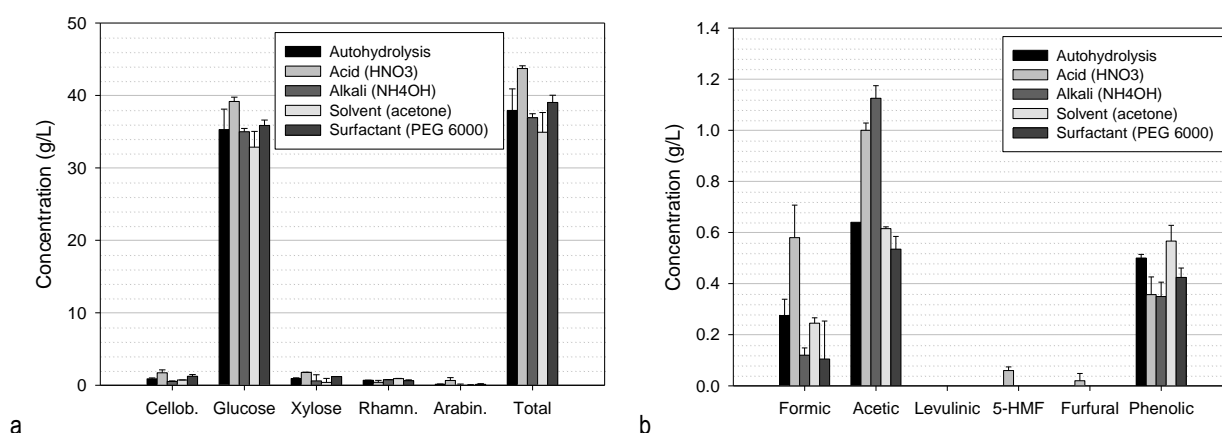 50
40
30
20
10
0
Concentration (g/L)
Autohydrolysis
Acid (HNO3)
Alkali (NH4OH)
Solvent (acetone)
Surfactant (PEG 6000)
Cellob. Glucose Xylose Rhamn. Arabin. Total
a
1.4
1.2
1.0
0.8
0.6
0.4
0.2
0.0
Concentration (g/L)
Autohydrolysis
Acid (HNO3)
Alkali (NH4OH)
Solvent (acetone)
Surfactant (PEG 6000)
Formic Acetic Levulinic 5-HMF Furfural Phenolic
b